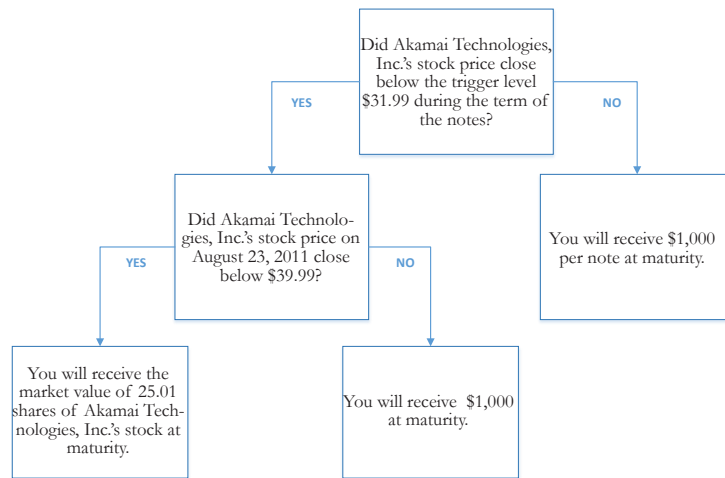 Did Akamai Technologies,
Inc.'s stock price close
below the trigger level
$31.99 during the term of
the notes?
YES
NO
Did Akamai Technolo-
gies, Inc.'s stock price on
August 23, 2011 close
below $39.99?
You will receive $1,000
per note at maturity.
YES
NO
You will receive the
market value of 25.01
shares of Akamai Tech-
nologies, Inc.'s stock at
maturity.
You will receive $1,000
at maturity.